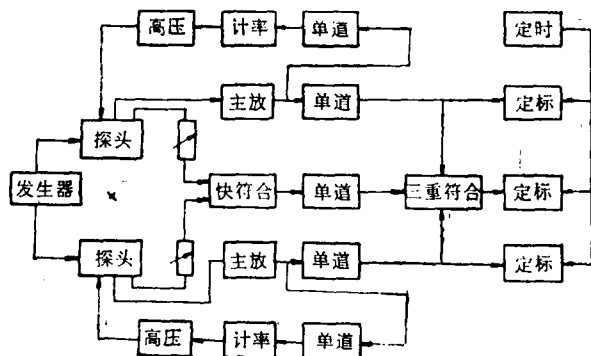 高压 计率 单道 定时
主放 单道 定标
探头
发生器 快符合 单道 三重符合 定标
探头 主放 单道 定标
高压 计率 单道